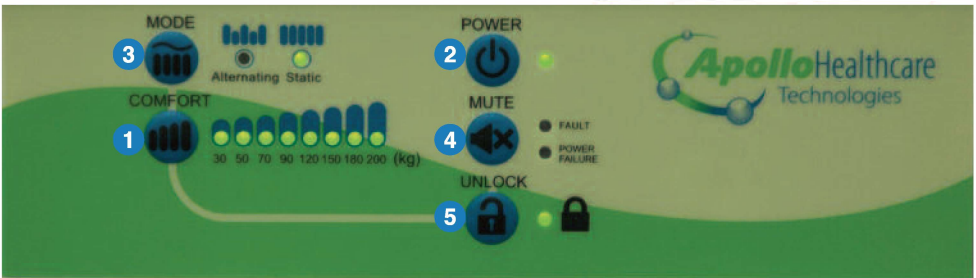 MODE
3
Alternating Static
COMFORT
1
30 50 70 90 120 150 180 200 (kg)
POWER
2
MUTE
4
FAULT
POWER
FAILURE
UNLOCK
5
ApolloHealthcare
Technologies